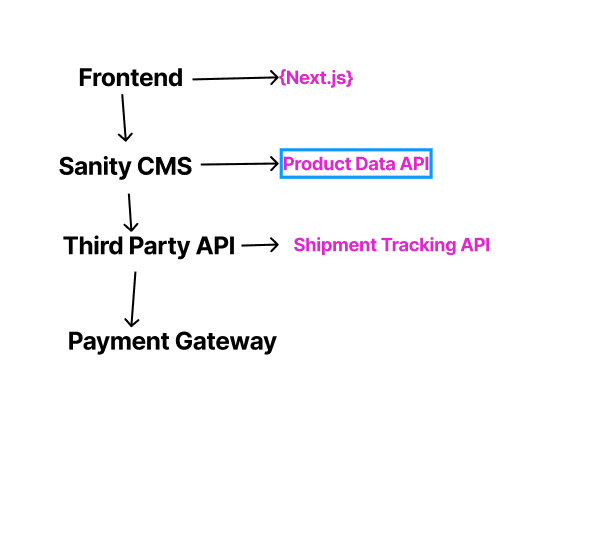 Frontend
{Next.js}
Sanity CMS
Product Data API
Third Party API
Shipment Tracking API
Payment Gateway